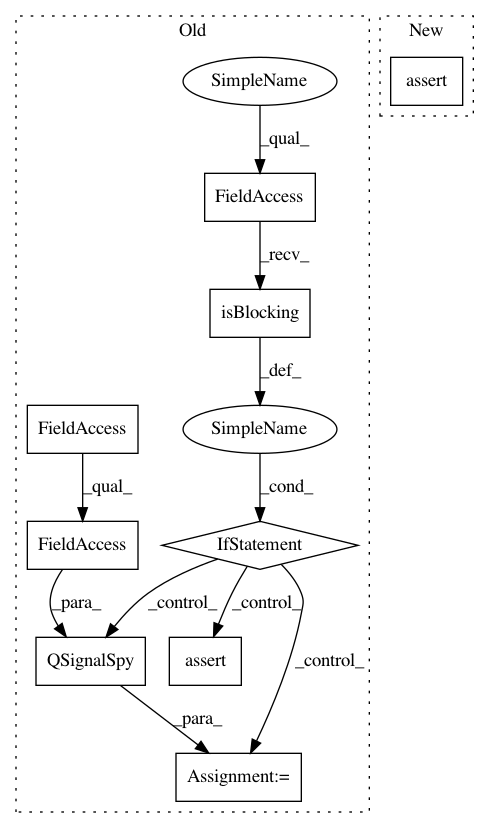 Old
New
SimpleName
assert
_qual_
FieldAccess
_recv_
isBlocking
_def_
FieldAccess
SimpleName
_qual_
_cond_
FieldAccess
IfStatement
_para_
_control_
_control_
_control_
QSignalSpy
assert
_para_
Assignment:=